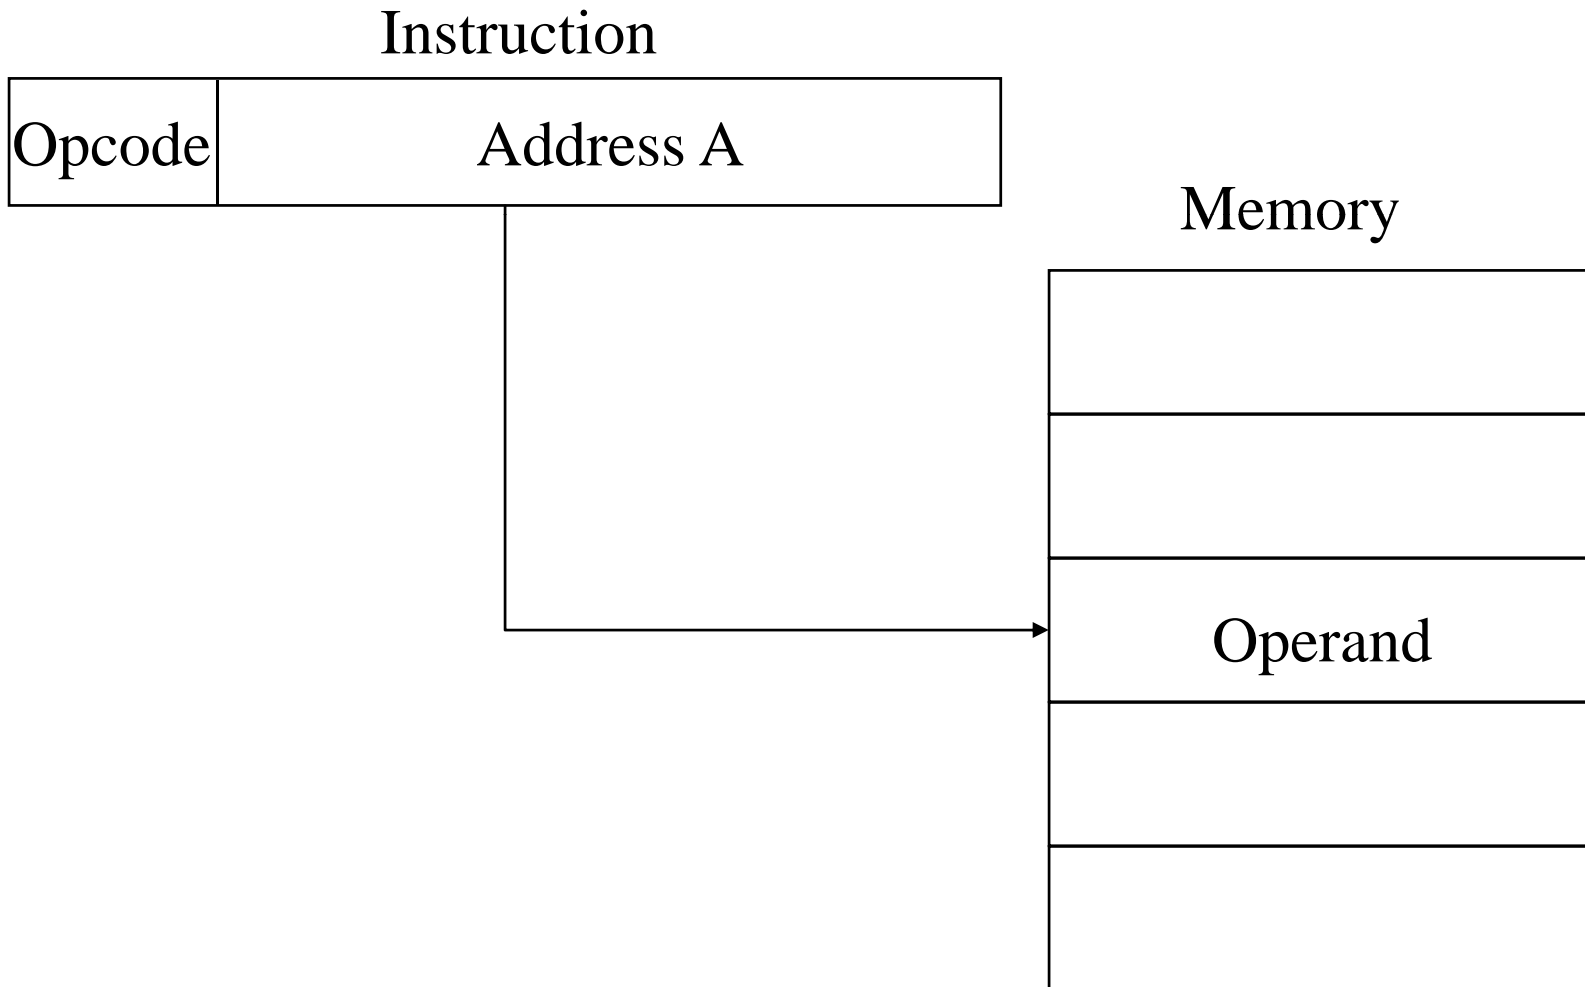 Instruction
Opcode
Address A
Memory
Operand